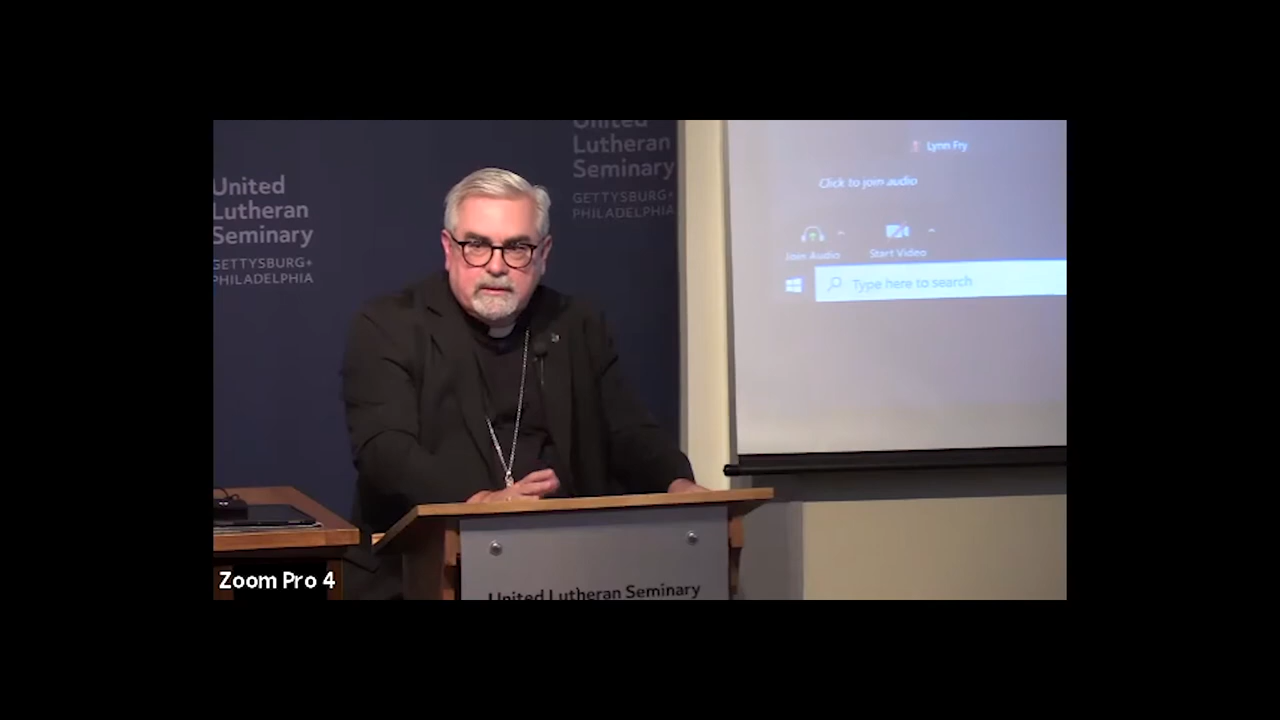 United
Lutheran
Seminary
GETTYSBURG+
PHILADELPHIA
United
Lutheran
Seminary
GETTYSBURG+
PHILADELPHIA
Lynn Fry
Click to join audio
Join Audio
Start Video
Type here to search
United Lutheran Seminary
Zoom Pro 4